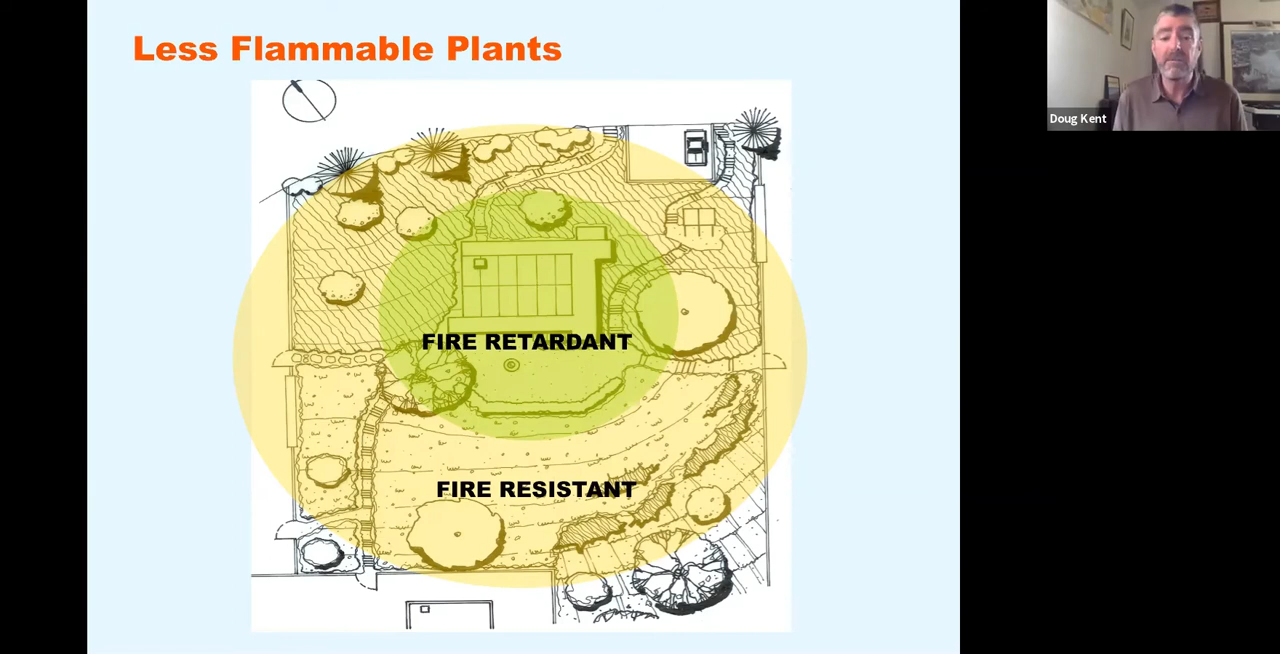 Less Flammable Plants
Doug Kent
FIRE RETARDANT
FIRE RESISTANT